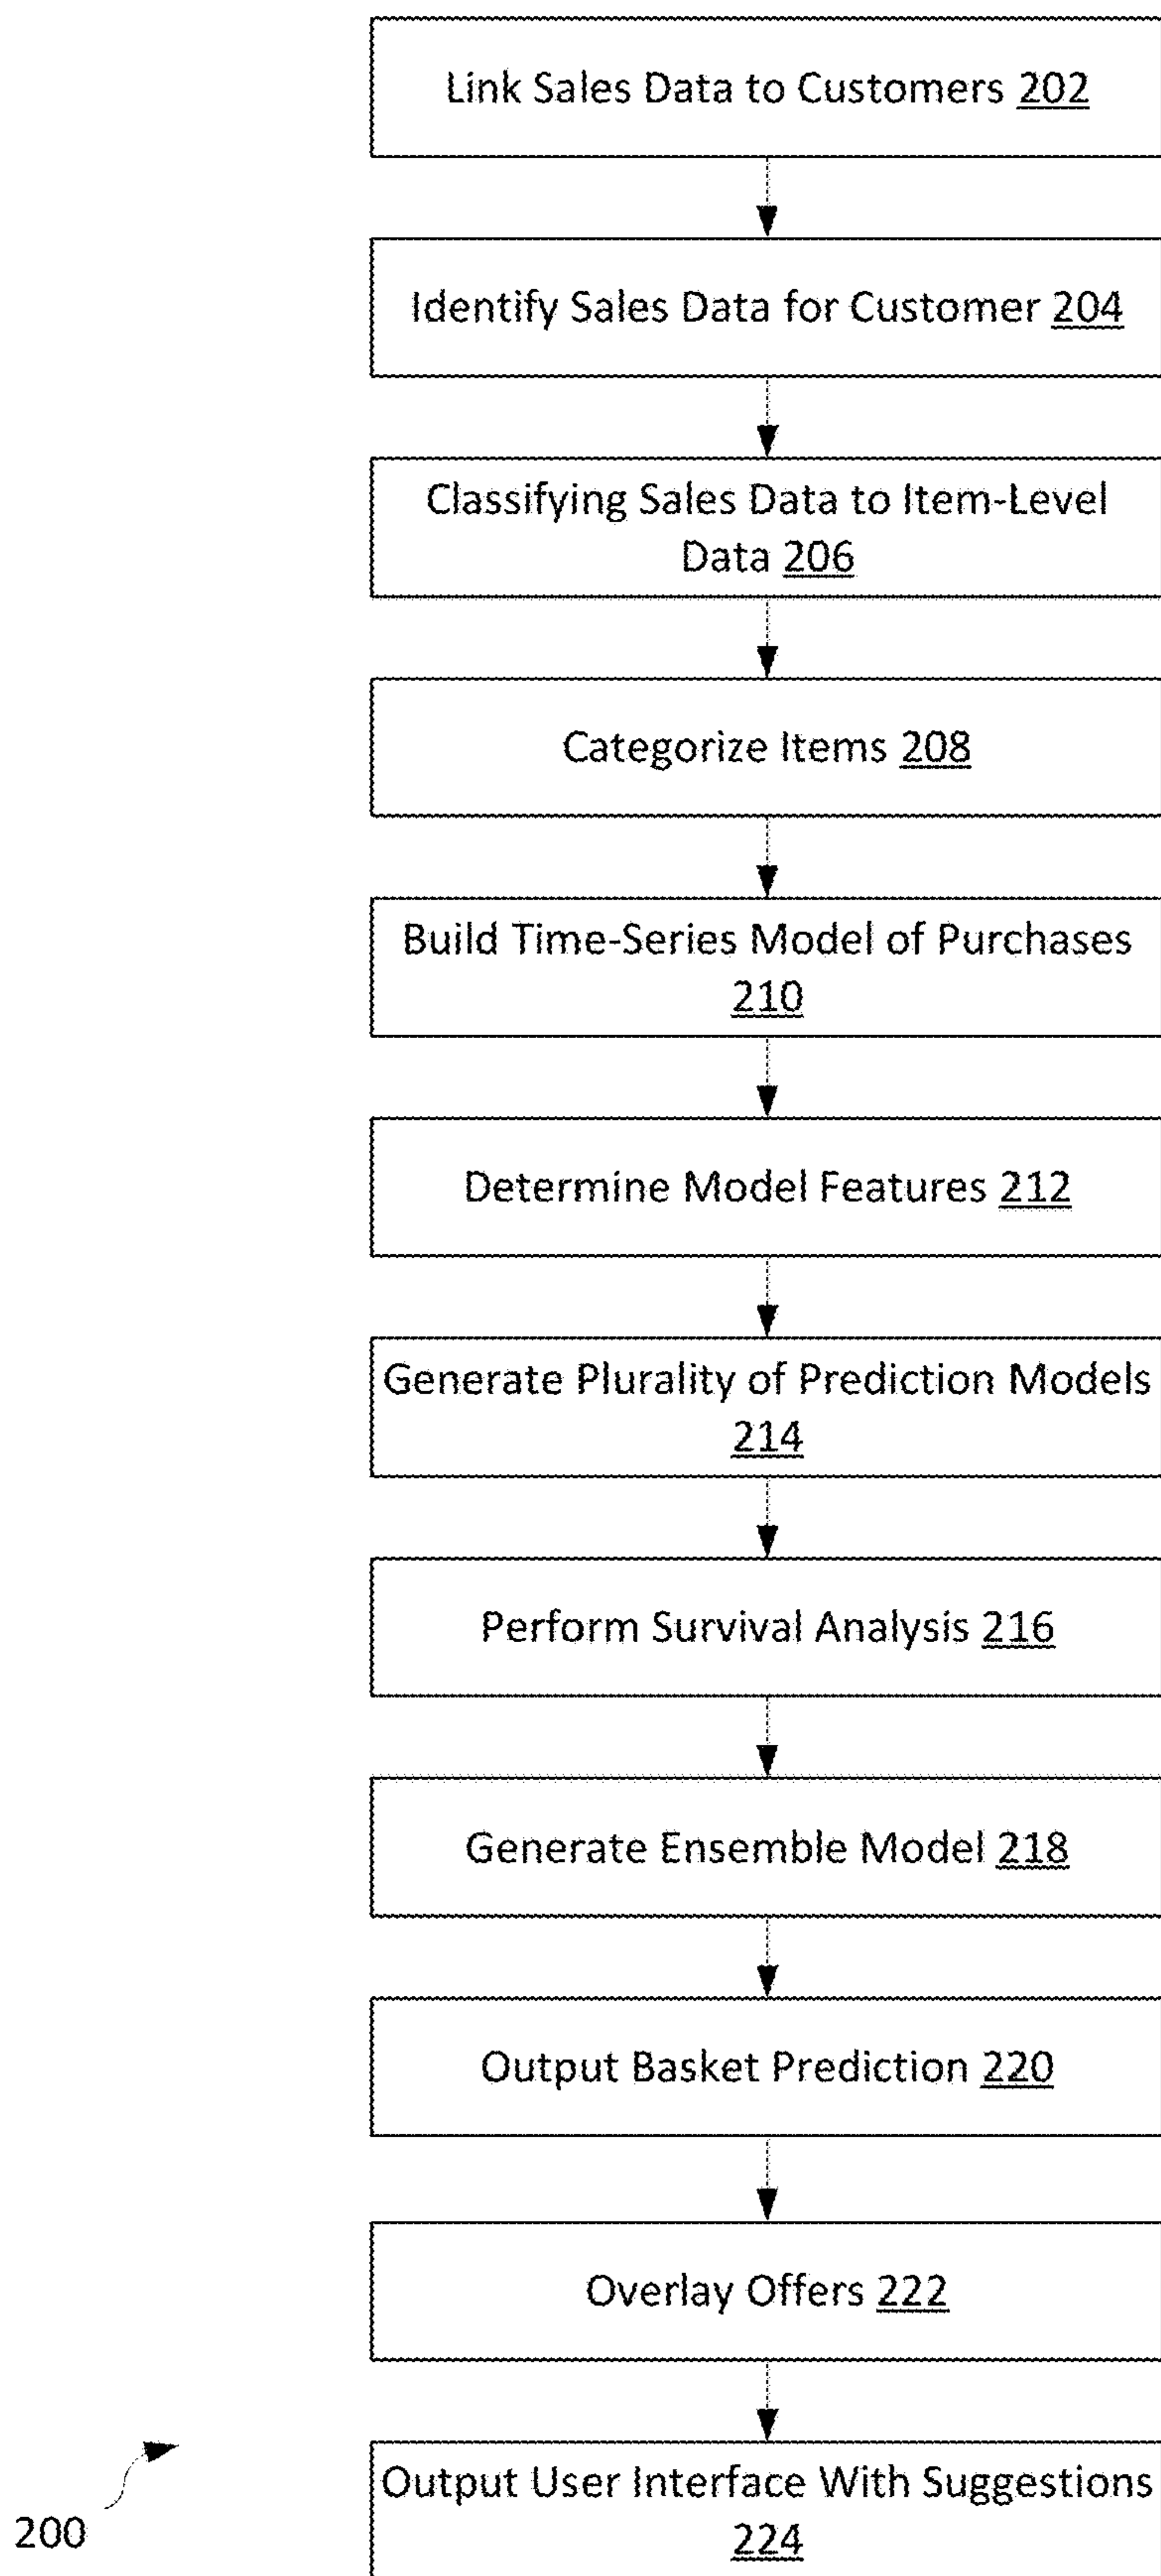 Link Sales Data to Customers 202
Identify Sales Data for Customer 204
Classifying Sales Data to Item-Level
Data 206
Categorize Items 208
Build Time-Series Model of Purchases
210
Determine Model Features 212
Generate Plurality of Prediction Models
214
Perform Survival Analysis 216
Generate Ensemble Model 218
Output Basket Prediction 220
Overlay Offers 222
Output User Interface With Suggestions
224
200